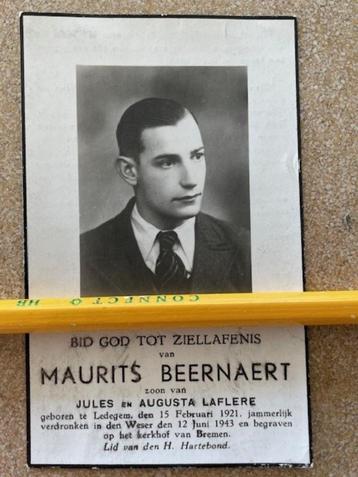 CONNECT O HB
BID GOD TOT ZIELLAFENIS
van
MAURITS BEERNAERT
zoon van
JULES EN AUGUSTA LAFLERE
geboren te Ledegem, den 15 Februari 1921, jammerlijk
verdronken in den Weser den 12 Juni 1943 en begraven
op het kerkhof van Bremen.
Lid van den H. Hartebond.